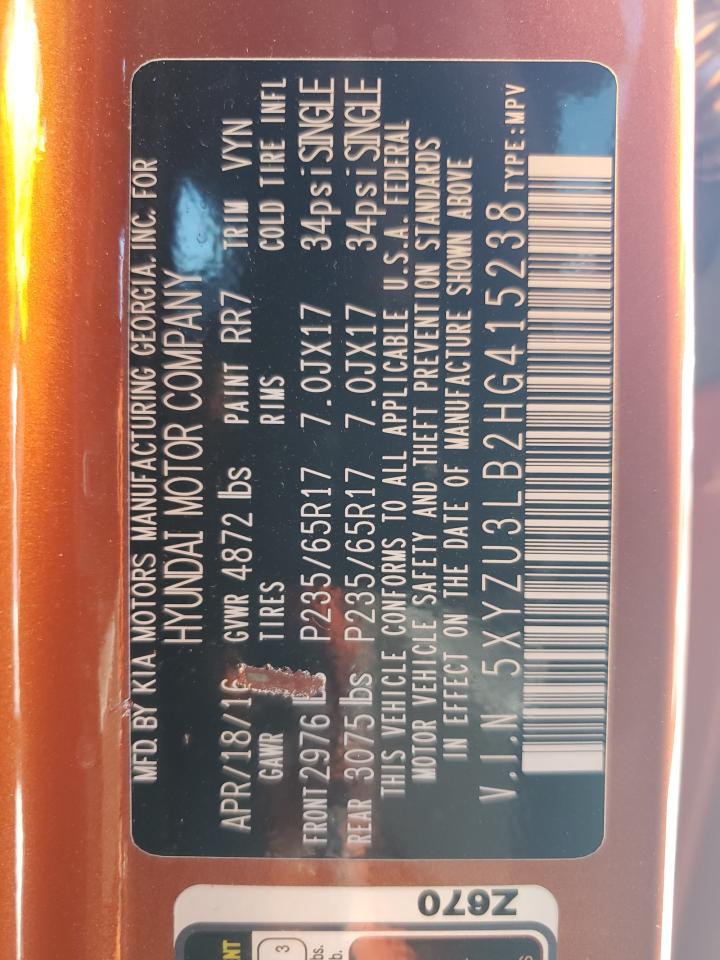 MFD. BY KIA MOTORS MANUFACTURING GEORGIA, INC. FOR
HYUNDAI MOTOR COMPANY
APR/18/16 GVWR 4872 lbs PAINT RR7 TRIM VYN
GAWR TIRES RIMS COLD TIRE INFL
FRONT 2976 P235/65R17 7.0JX17 34psi SINGLE
REAR 3075 lbs P235/65R17 7.0JX17 34psi SINGLE
THIS VEHICLE CONFORMS TO ALL APPLICABLE U.S.A. FEDERAL
MOTOR VEHICLE SAFETY AND THEFT PREVENTION STANDARDS
IN EFFECT ON THE DATE OF MANUFACTURE SHOWN ABOVE
V.I.N 5XYZU3LB2HG415238 TYPE:MPV
Z670
3